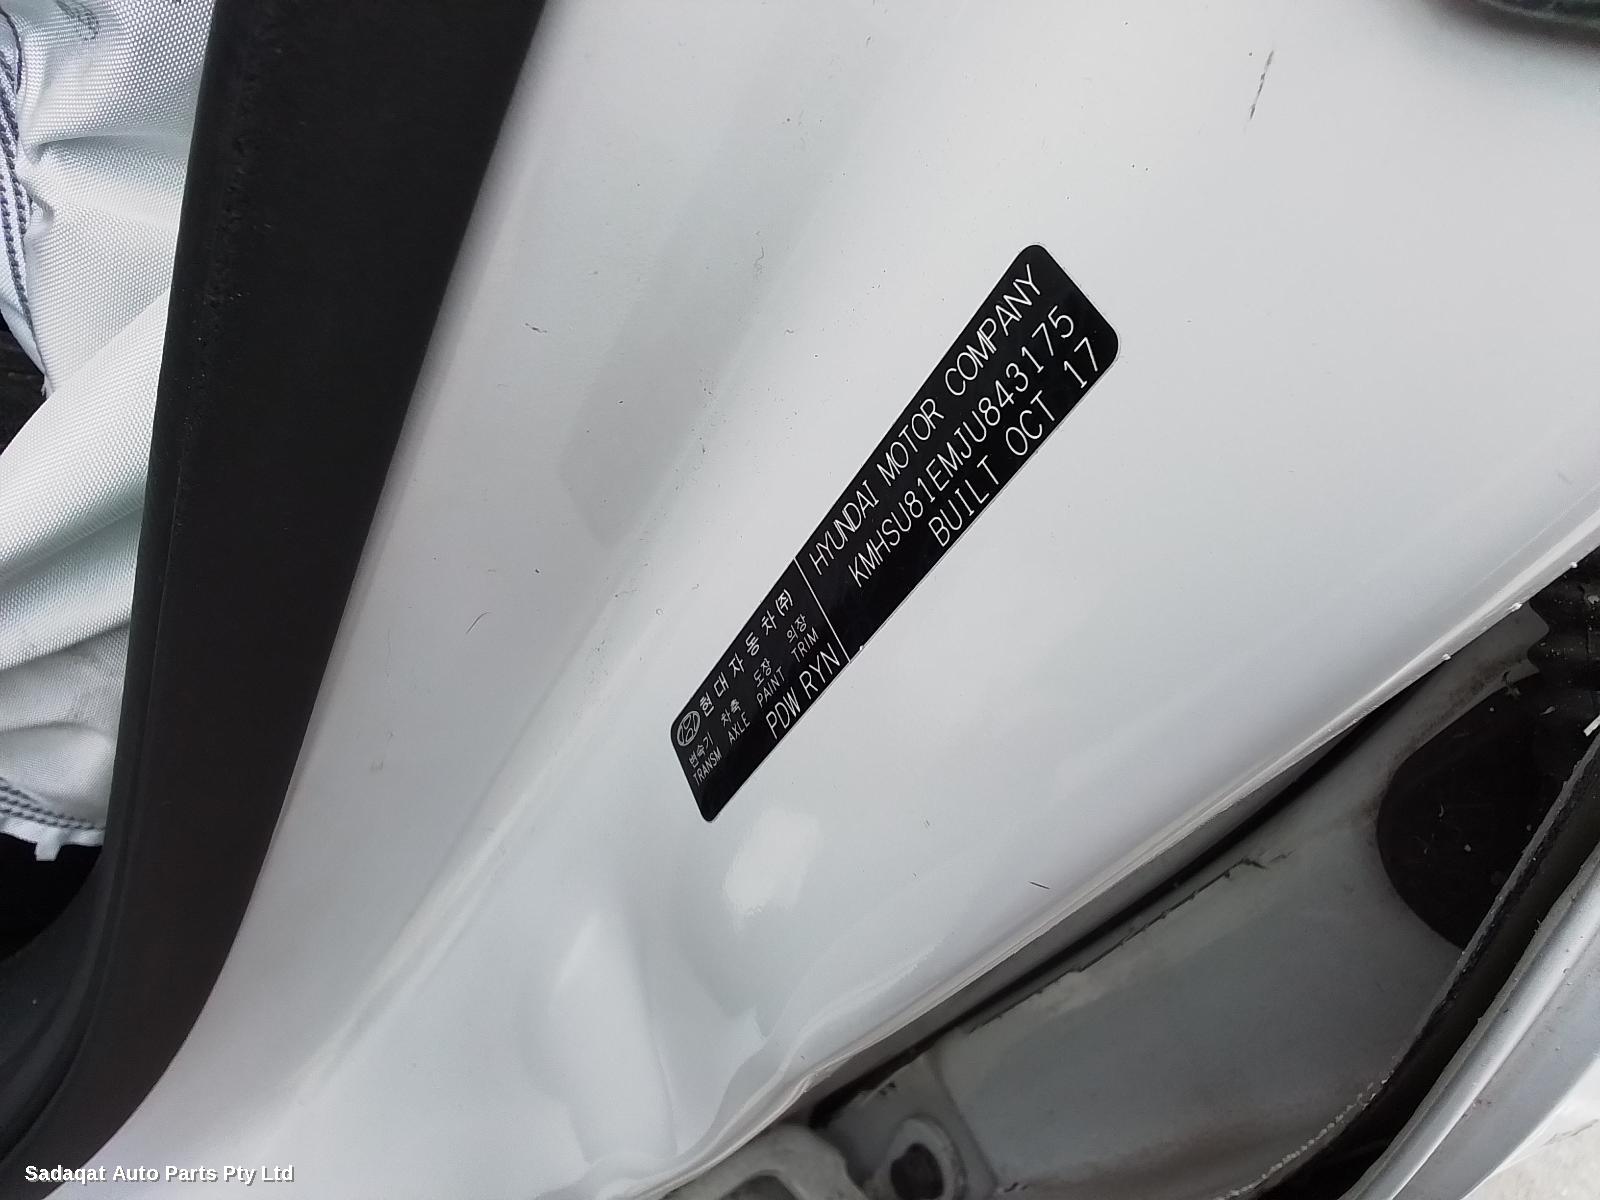 현대자동차(주)
변속기 차축 도장 의장
TRANSM AXLE PAINT TRIM
PDW RYN
HYUNDAI MOTOR COMPANY
KMHSU81EMJU843175
BUILT OCT 17
Sadaqat Auto Parts Pty Ltd